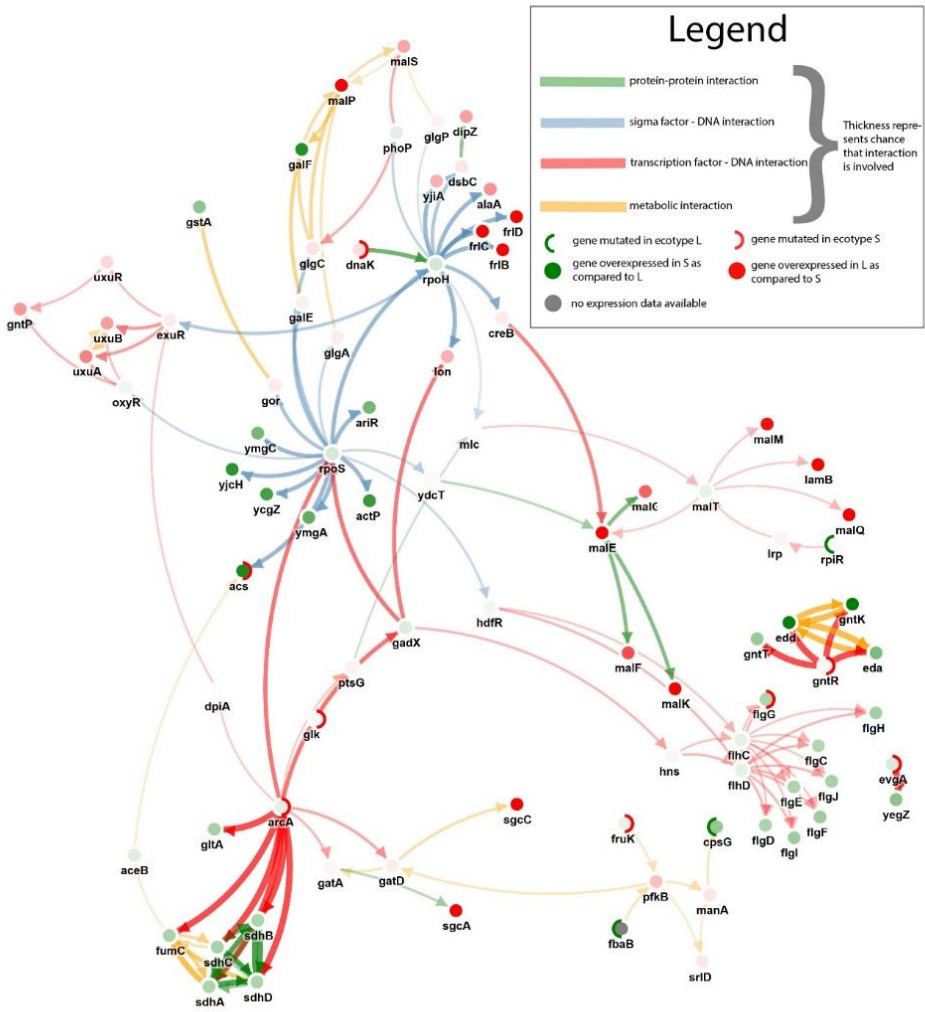 Legend
protein-protein interaction
sigma factor - DNA interaction
transcription factor - DNA interaction
metabolic interaction
Thickness repre-
sents chance
that interaction
is involved
gene mutated in ecotype L
gene mutated in ecotype S
gene overexpressed in S as
compared to L
gene overexpressed in L as
compared to S
no expression data available
malS
malP
glgP
dipZ
phoP
galF
dsbC
yjiA
alaA
gstA
frlD
frlC
frlB
glgC
dnaK
rpoH
uxuR
gntP
galE
creB
uxuB
exuR
glgA
uxuA
lon
oxyR
gor
ariR
malM
ymgC
mlc
rpoS
lamB
yjcH
ydcT
malT
ycgZ
actP
malQ
ymgA
malE
lrp
rpiR
acs
hdfR
gntK
edd
gadX
gntT
eda
malF
gntR
ptsG
malK
dpiA
glk
flgG
flgH
flhC
hns
flgC
flhD
evgA
flgE
flgJ
arcA
sgcC
yegZ
flgF
gltA
fruK
cpsG
flgD
flgI
aceB
gatA
gatD
pfkB
manA
sgcA
sdhB
fumC
fbaB
sdhC
srlD
sdhA
sdhD